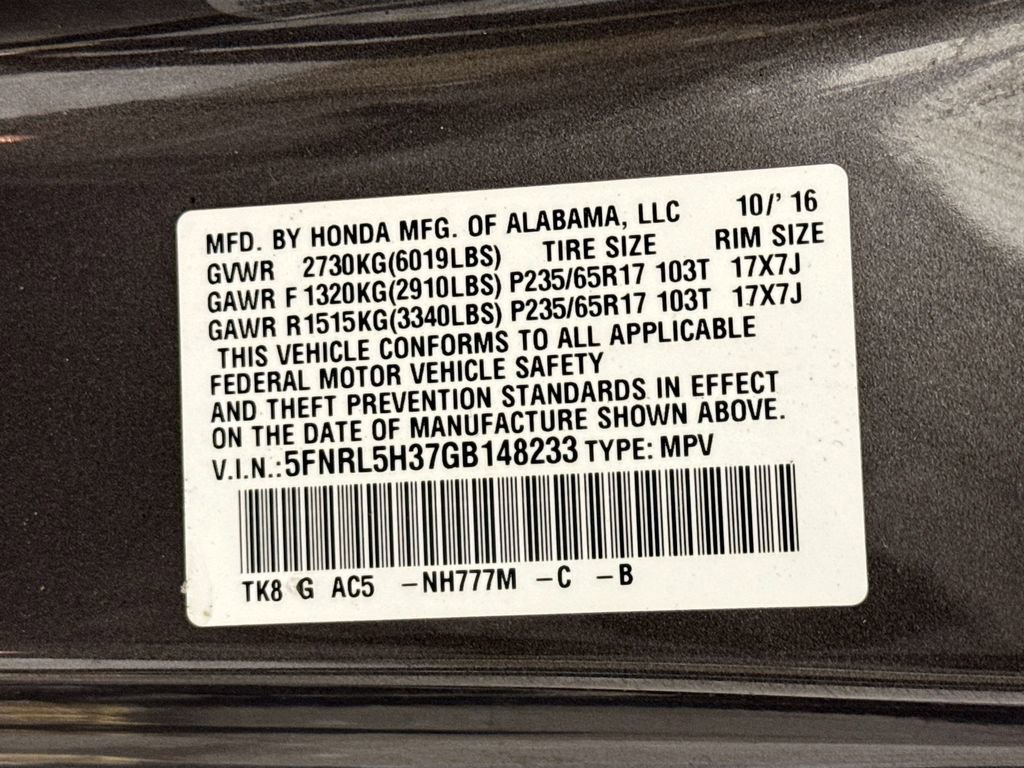 MFD. BY HONDA MFG. OF ALABAMA, LLC 10/'16
GVWR 2730KG(6019LBS) TIRE SIZE RIM SIZE
GAWR F 1320KG(2910LBS) P235/65R17 103T 17X7J
GAWR R1515KG(3340LBS) P235/65R17 103T 17X7J
THIS VEHICLE CONFORMS TO ALL APPLICABLE
FEDERAL MOTOR VEHICLE SAFETY
AND THEFT PREVENTION STANDARDS IN EFFECT
ON THE DATE OF MANUFACTURE SHOWN ABOVE.
V.I.N.:5FNRL5H37GB148233 TYPE: MPV
TK8 G AC5 -NH777M -C -B